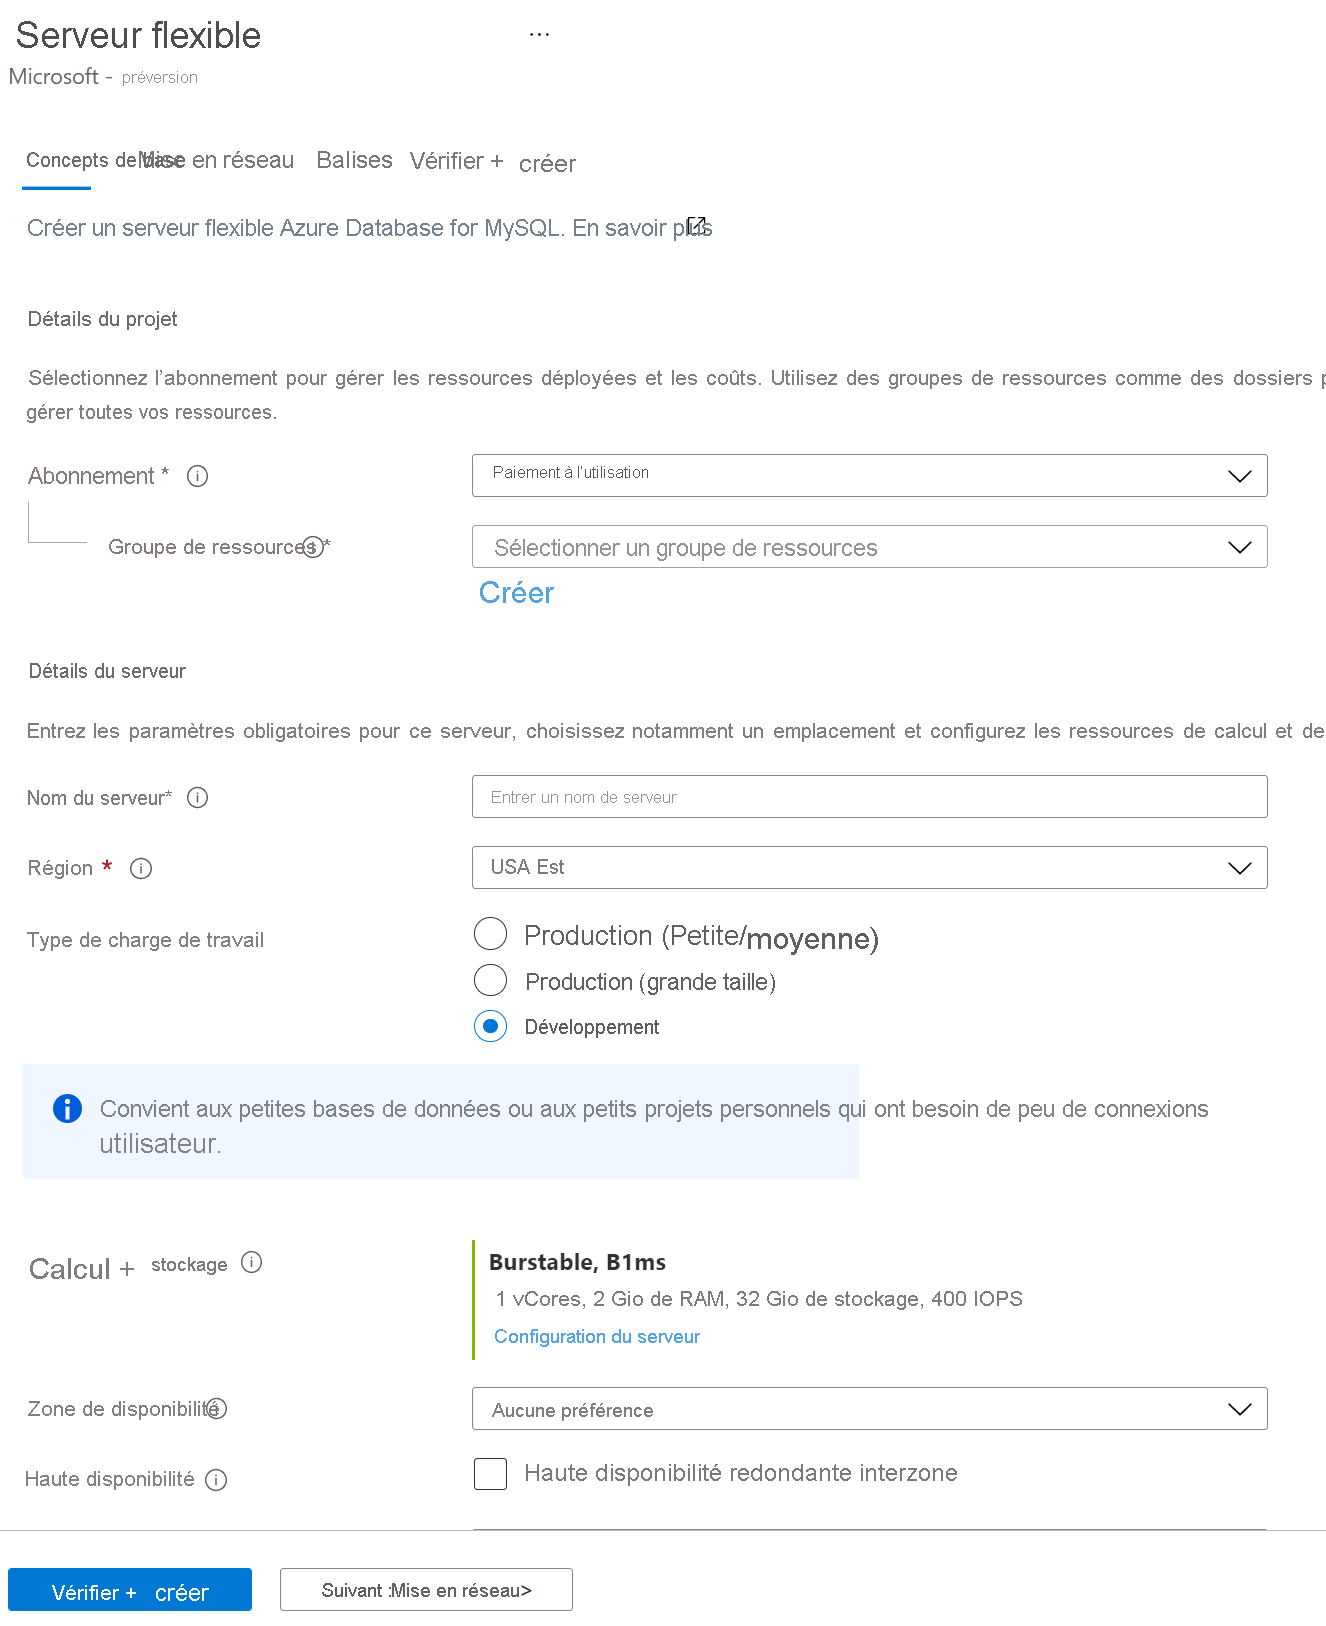 Serveur flexible ...
Microsoft - préversion
Concepts de base Mise en réseau Balises Vérifier + créer
Créer un serveur flexible Azure Database for MySQL. En savoir plus
Détails du projet
Sélectionnez l’abonnement pour gérer les ressources déployées et les coûts. Utilisez des groupes de ressources comme des dossiers
gérer toutes vos ressources.
Abonnement * Paiement à l’utilisation
Groupe de ressources * Sélectionner un groupe de ressources
Créer
Détails du serveur
Entrez les paramètres obligatoires pour ce serveur, choisissez notamment un emplacement et configurez les ressources de calcul et de
Nom du serveur* Entrer un nom de serveur
Région * USA Est
Type de charge de travail Production (Petite/moyenne)
Production (grande taille)
Développement
Convient aux petites bases de données ou aux petits projets personnels qui ont besoin de peu de connexions
utilisateur.
Calcul + stockage Burstable, B1ms
1 vCores, 2 Gio de RAM, 32 Gio de stockage, 400 IOPS
Configuration du serveur
Zone de disponibilité Aucune préférence
Haute disponibilité Haute disponibilité redondante interzone
Vérifier + créer Suivant :Mise en réseau>